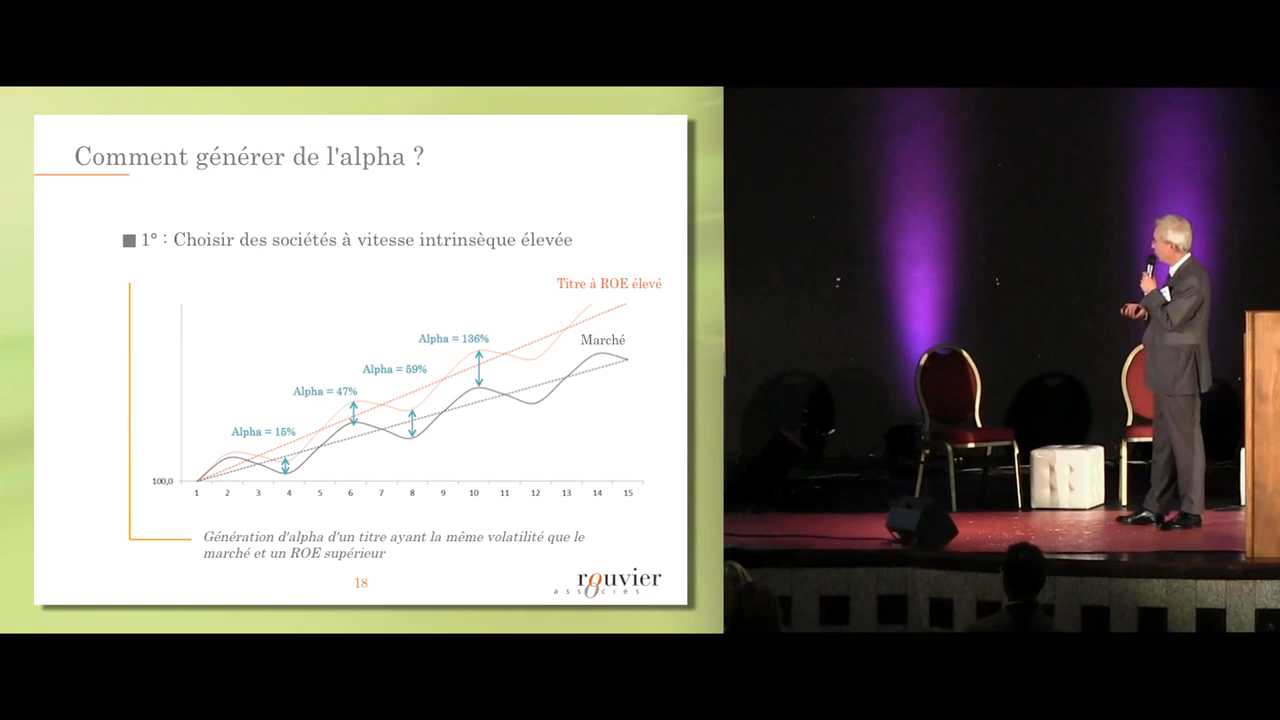 Comment générer de l'alpha ?
1° : Choisir des sociétés à vitesse intrinsèque élevée
Titre à ROE élevé
Marché
Alpha = 136%
Alpha = 59%
Alpha = 47%
Alpha = 15%
100,0
1 2 3 4 5 6 7 8 9 10 11 12 13 14 15
Génération d'alpha d'un titre ayant la même volatilité que le
marché et un ROE supérieur
18
rouvier
associés